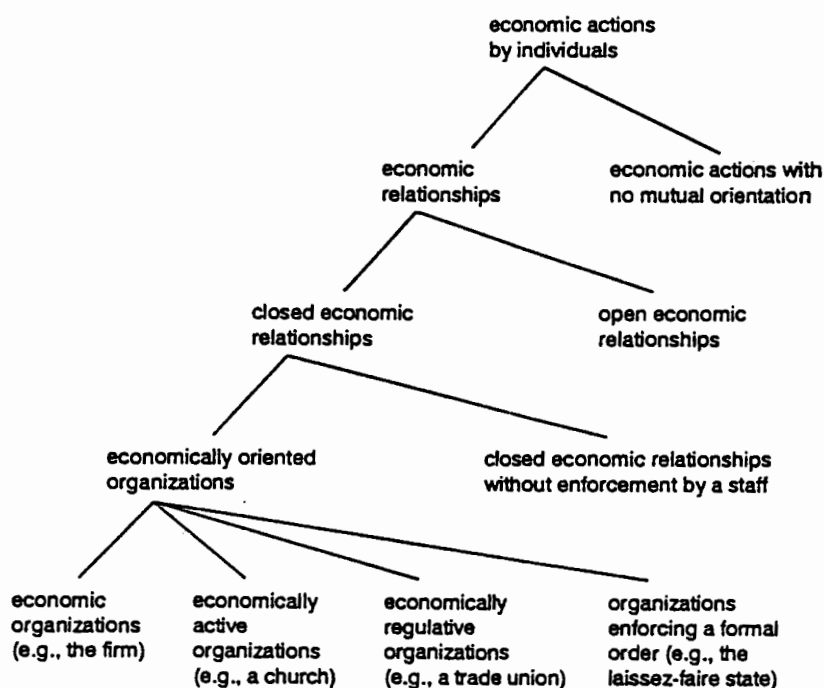 economic actions
by individuals
economic
relationships
economic actions with
no mutual orientation
closed economic
relationships
open economic
relationships
economically oriented
organizations
closed economic relationships
without enforcement by a staff
economic
organizations
(e.g., the firm)
economically
active
organizations
(e.g., a church)
economically
regulative
organizations
(e.g., a trade union)
organizations
enforcing a formal
order (e.g., the
laissez-faire state)